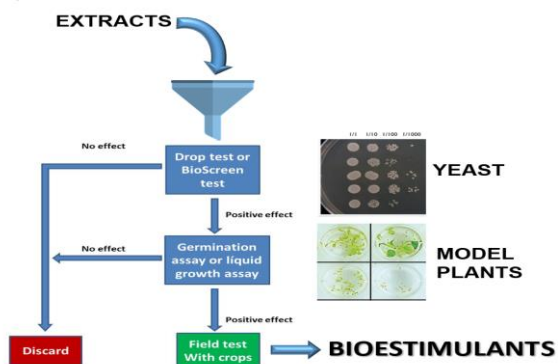 EXTRACTS
No effect
Drop test or
BioScreen
test
1/1 1/10 1/100 1/1000
YEAST
Positive effect
No effect
Germination
assay or líquid
growth assay
MODEL
PLANTS
Positive effect
Discard
Field test
With crops
BIOESTIMULANTS